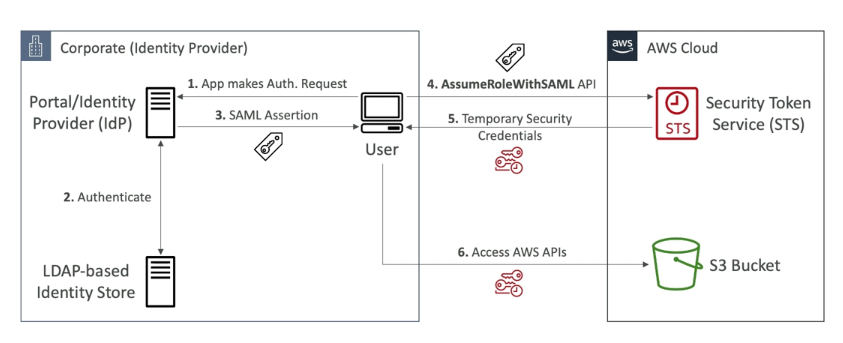 Corporate (Identity Provider)
aws
AWS Cloud
1. App makes Auth. Request
4. AssumeRoleWithSAML API
Portal/Identity
Provider (IdP)
3. SAML Assertion
User
5. Temporary Security
Credentials
STS
Security Token
Service (STS)
2. Authenticate
LDAP-based
Identity Store
6. Access AWS APIs
S3 Bucket